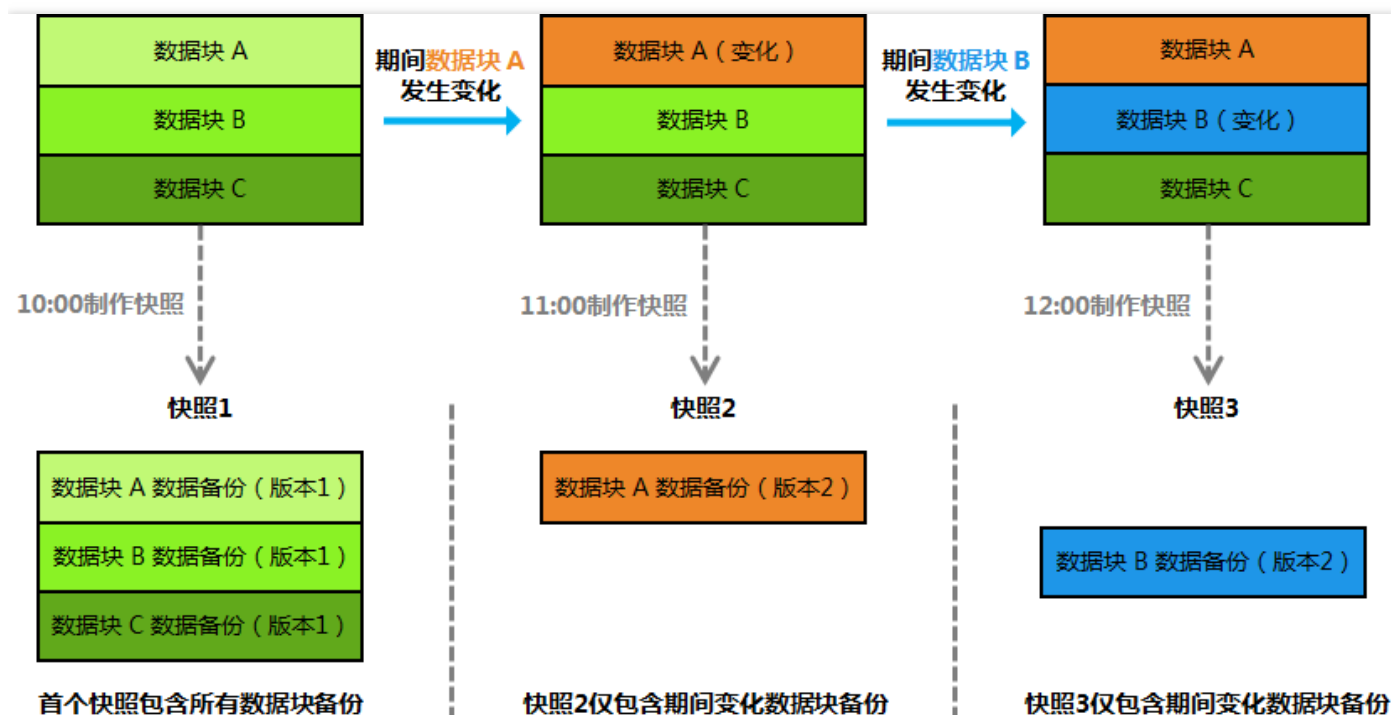 数据块 A
数据块 B
数据块 C
期间数据块 A
发生变化
数据块 A（变化）
数据块 B
数据块 C
期间数据块 B
发生变化
数据块 A
数据块 B（变化）
数据块 C
10:00制作快照
11:00制作快照
12:00制作快照
快照1
快照2
快照3
数据块 A 数据备份（版本1）
数据块 B 数据备份（版本1）
数据块 C 数据备份（版本1）
数据块 A 数据备份（版本2）
数据块 B 数据备份（版本2）
首个快照包含所有数据块备份
快照2仅包含期间变化数据块备份
快照3仅包含期间变化数据块备份